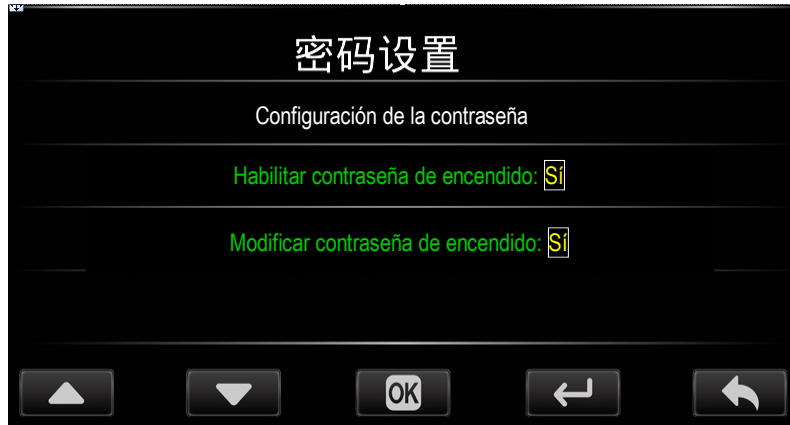 密码设置
Configuración de la contraseña
Habilitar contraseña de encendido: Sí
Modificar contraseña de encendido: Sí
OK